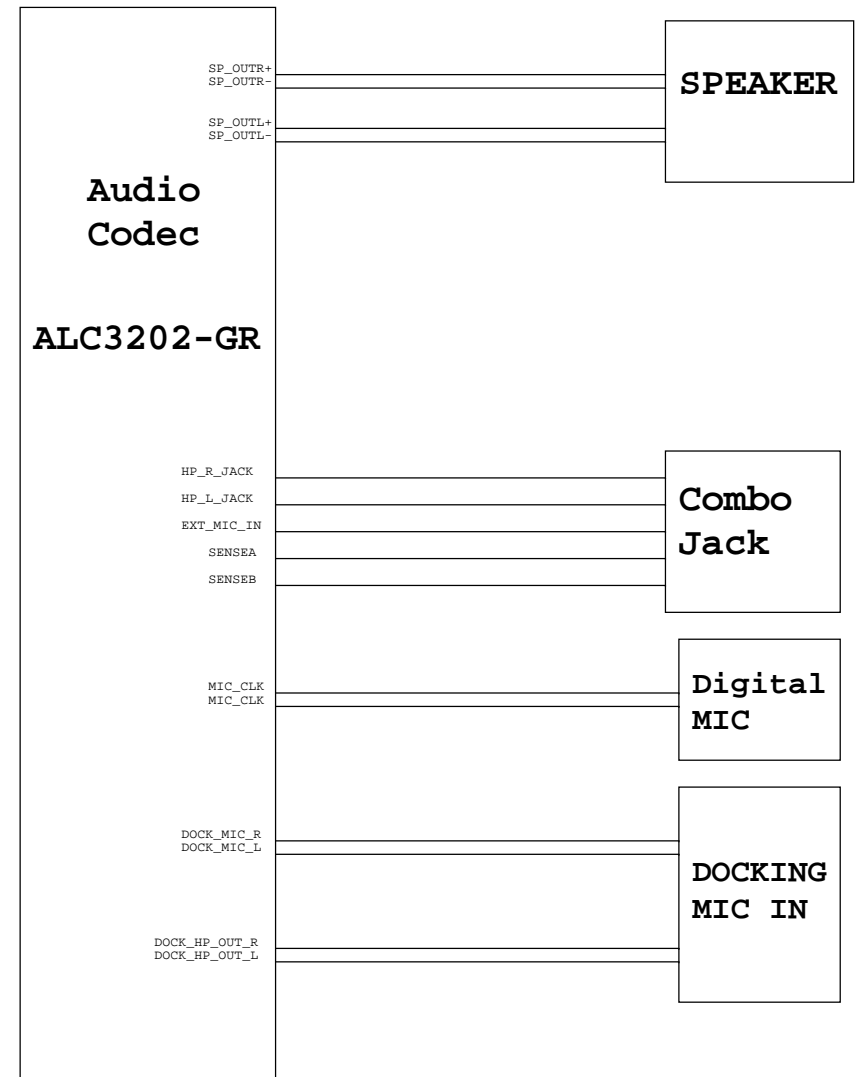 SP_OUTR+
SP_OUTR-
SPEAKER
SP_OUTL+
SP_OUTL-
Audio
Codec
ALC3202-GR
HP_R_JACK
HP_L_JACK
EXT_MIC_IN
SENSEA
SENSEB
Combo
Jack
MIC_CLK
MIC_CLK
Digital
MIC
DOCK_MIC_R
DOCK_MIC_L
DOCKING
MIC IN
DOCK_HP_OUT_R
DOCK_HP_OUT_L